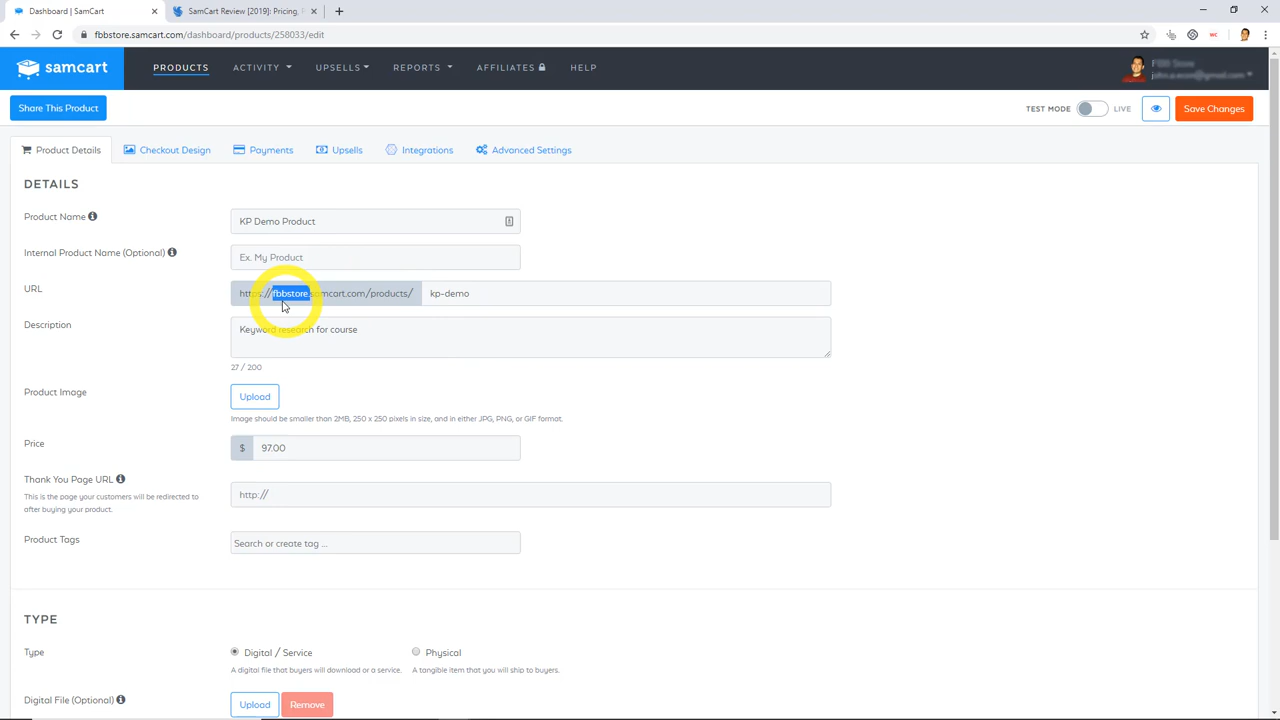 Dashboard | SamCart
SamCart Review [2019]: Pricing,
fbbstore.samcart.com/dashboard/products/258033/edit
samcart
PRODUCTS
ACTIVITY
UPSELLS
REPORTS
AFFILIATES
HELP
FBB Store
Share This Product
TEST MODE
LIVE
Save Changes
Product Details
Checkout Design
Payments
Upsells
Integrations
Advanced Settings
DETAILS
Product Name
KP Demo Product
Internal Product Name (Optional)
Ex. My Product
URL
https://fbbstore.samcart.com/products/
kp-demo
Description
Keyword research for course
27 / 200
Product Image
Upload
Image should be smaller than 2MB, 250 x 250 pixels in size, and in either JPG, PNG, or GIF format.
Price
$
97.00
Thank You Page URL
This is the page your customers will be redirected to
after buying your product.
http://
Product Tags
Search or create tag ...
TYPE
Type
Digital / Service
Physical
A digital file that buyers will download or a service.
A tangible item that you will ship to buyers.
Digital File (Optional)
Upload
Remove